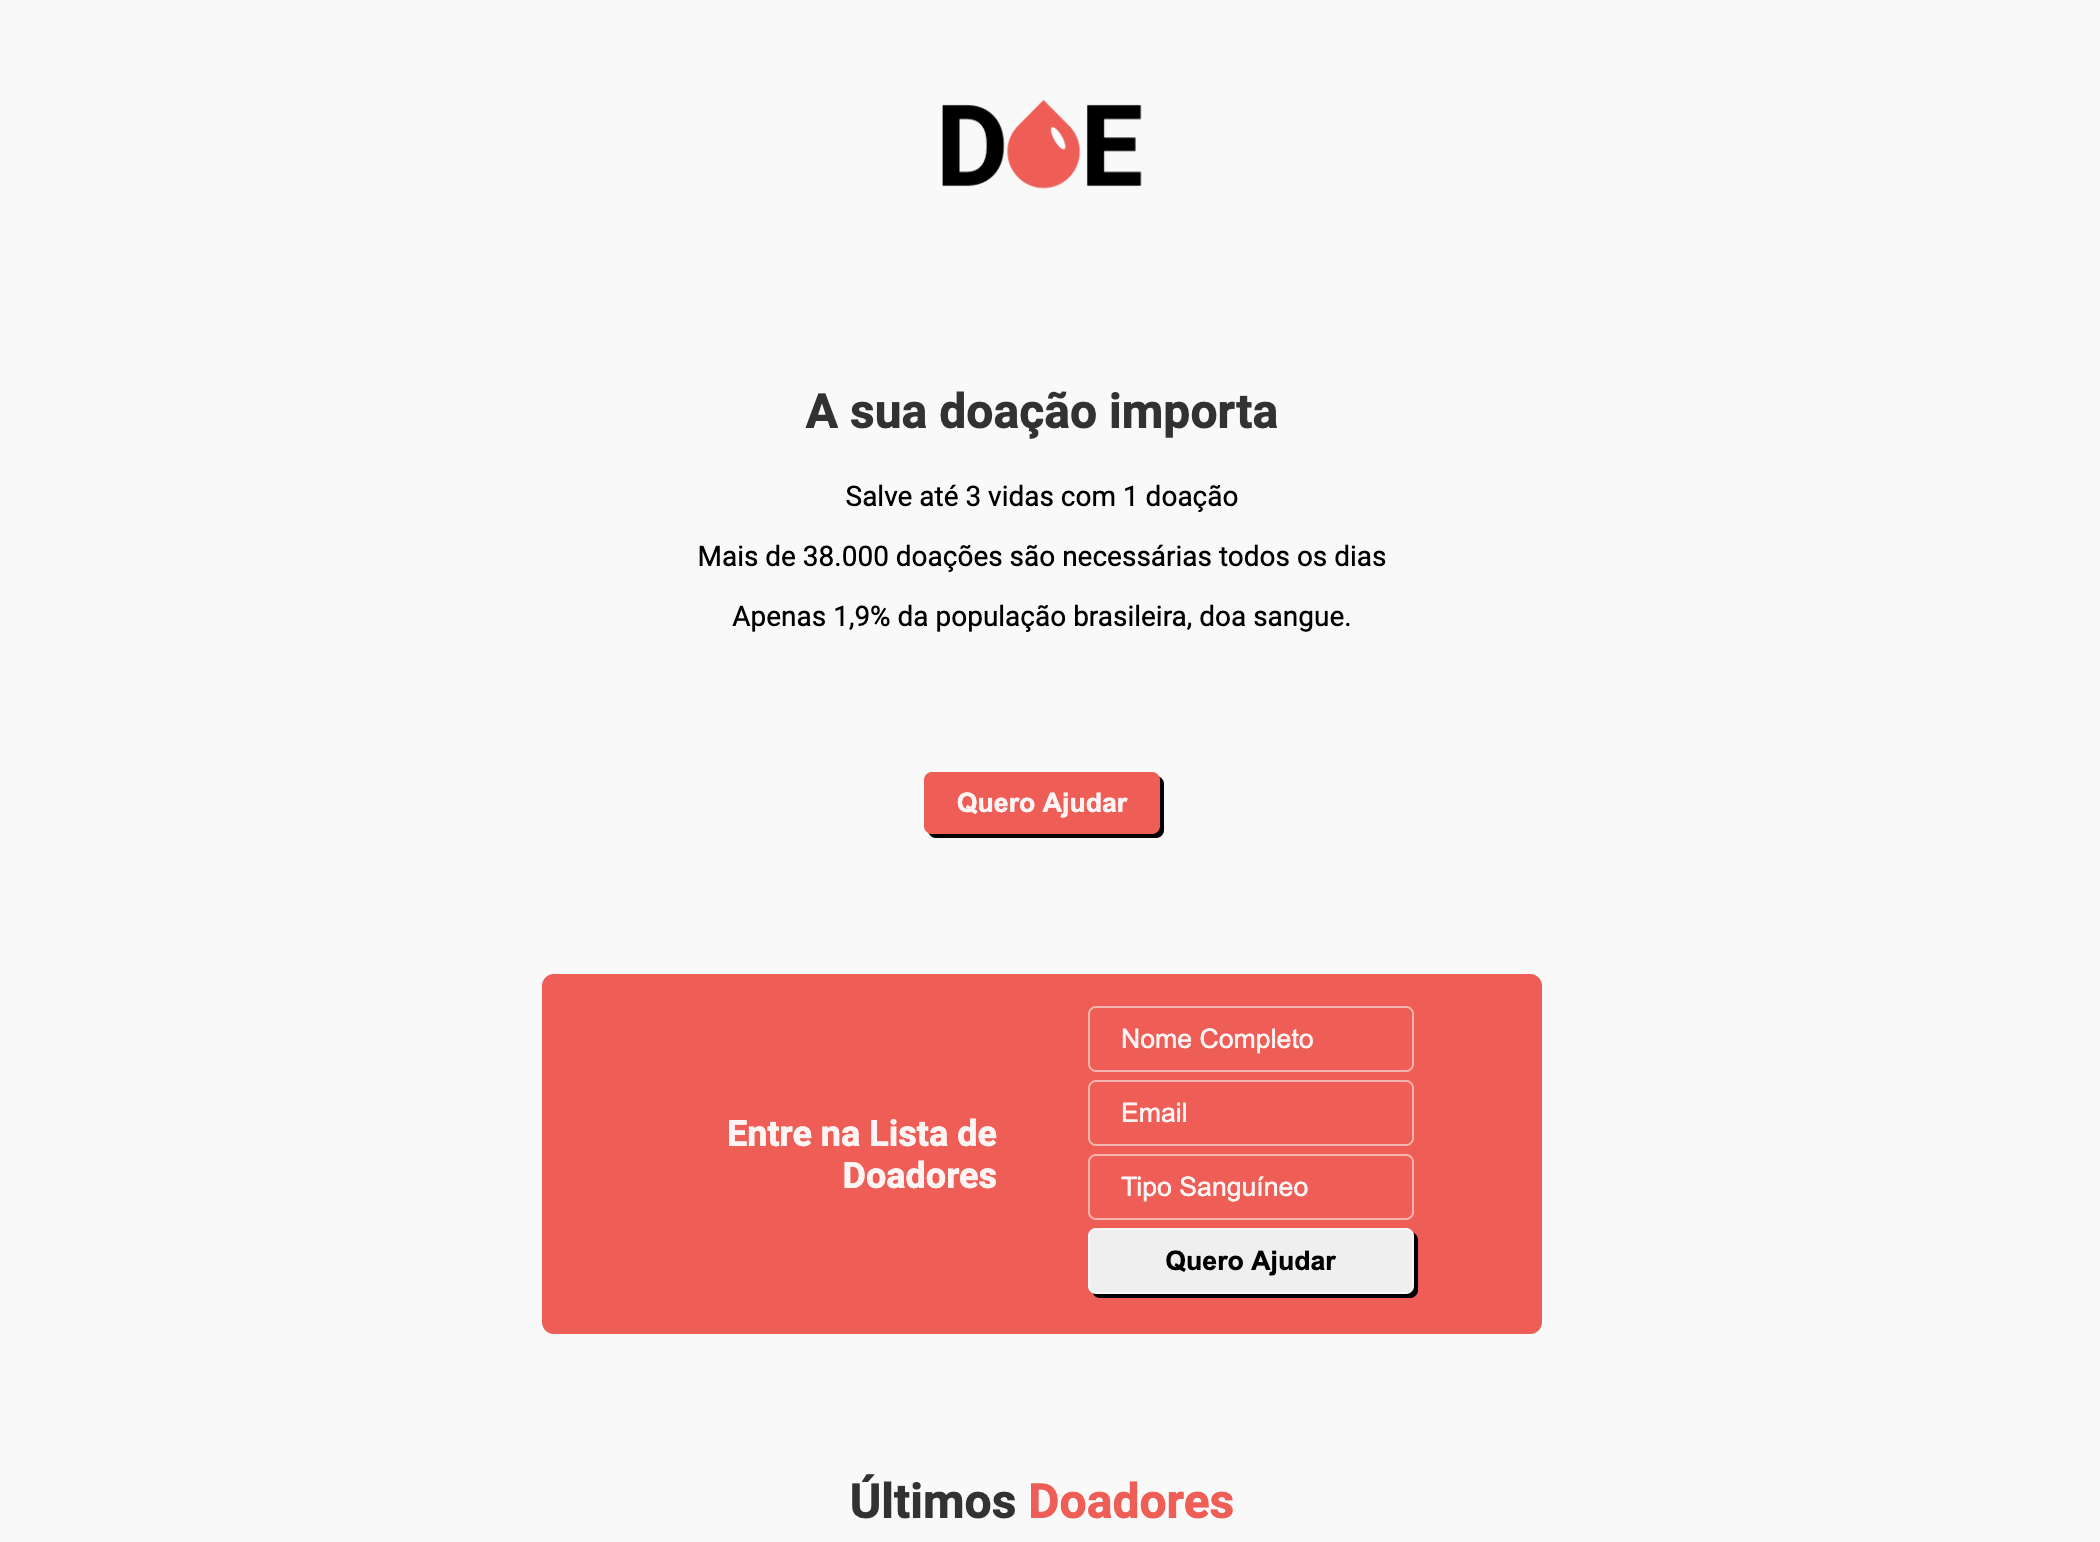 DOE
A sua doação importa
Salve até 3 vidas com 1 doação
Mais de 38.000 doações são necessárias todos os dias
Apenas 1,9% da população brasileira, doa sangue.
Quero Ajudar
Entre na Lista de
Doadores
Nome Completo
Email
Tipo Sanguíneo
Quero Ajudar
Últimos Doadores